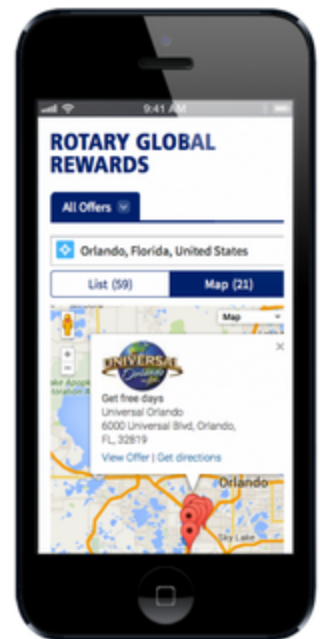 9:41 AM
ROTARY GLOBAL
REWARDS
All Offers
Orlando, Florida, United States
List (59)
Map (21)
Map
UNIVERSAL
Orlando
Get free days
Universal Orlando
6000 Universal Blvd, Orlando,
FL, 32819
View Offer | Get directions
Orlando
Sky Lake